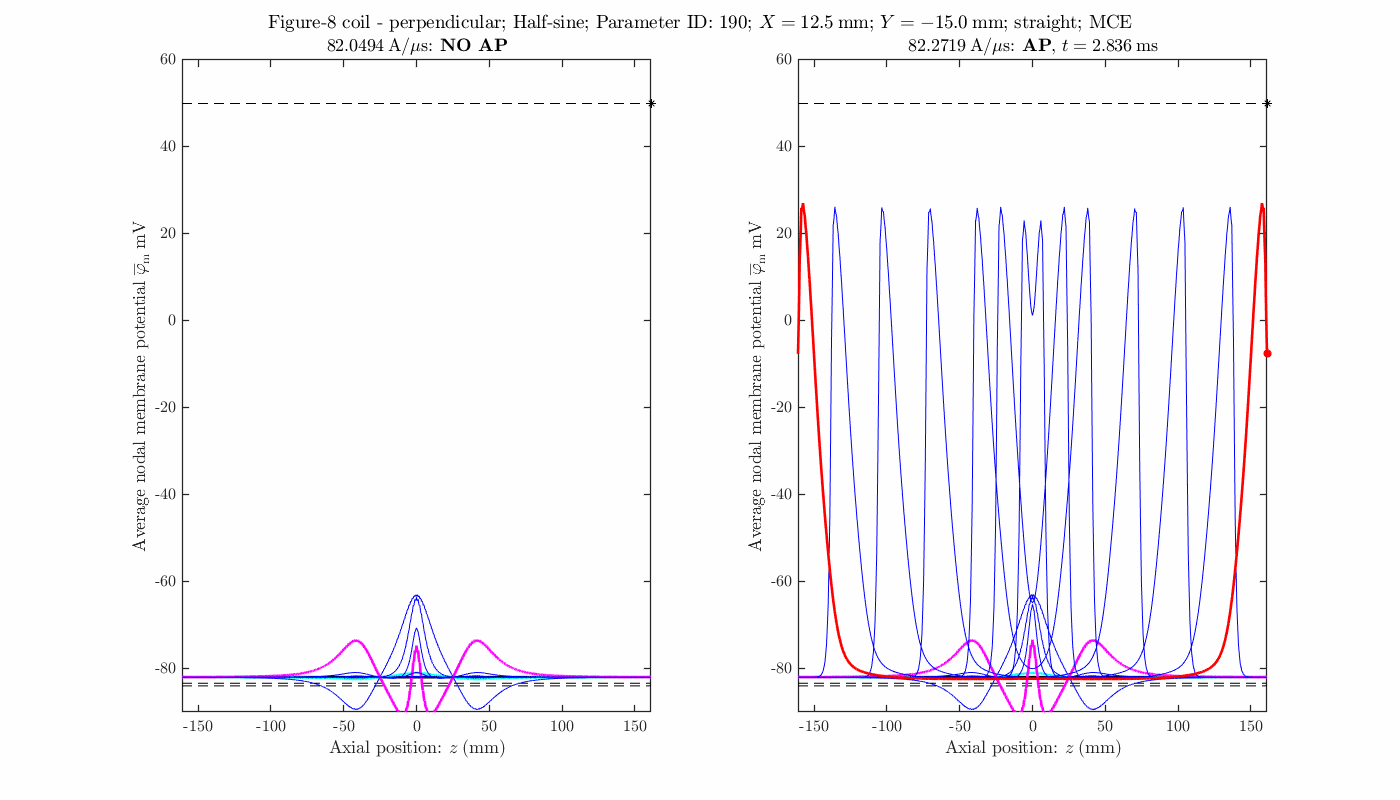 Figure-8 coil - perpendicular; Half-sine; Parameter ID: 190; X = 12.5 mm; Y = −15.0 mm; straight; MCE
82.0494 A/μs: NO AP
60
40
20
0
-20
-40
-60
-80
-150 -100 -50 0 50 100 150
Average nodal membrane potential φ̅m mV
Axial position: z (mm)
82.2719 A/μs: AP, t = 2.836 ms
60
40
20
0
-20
-40
-60
-80
-150 -100 -50 0 50 100 150
Average nodal membrane potential φ̅m mV
Axial position: z (mm)